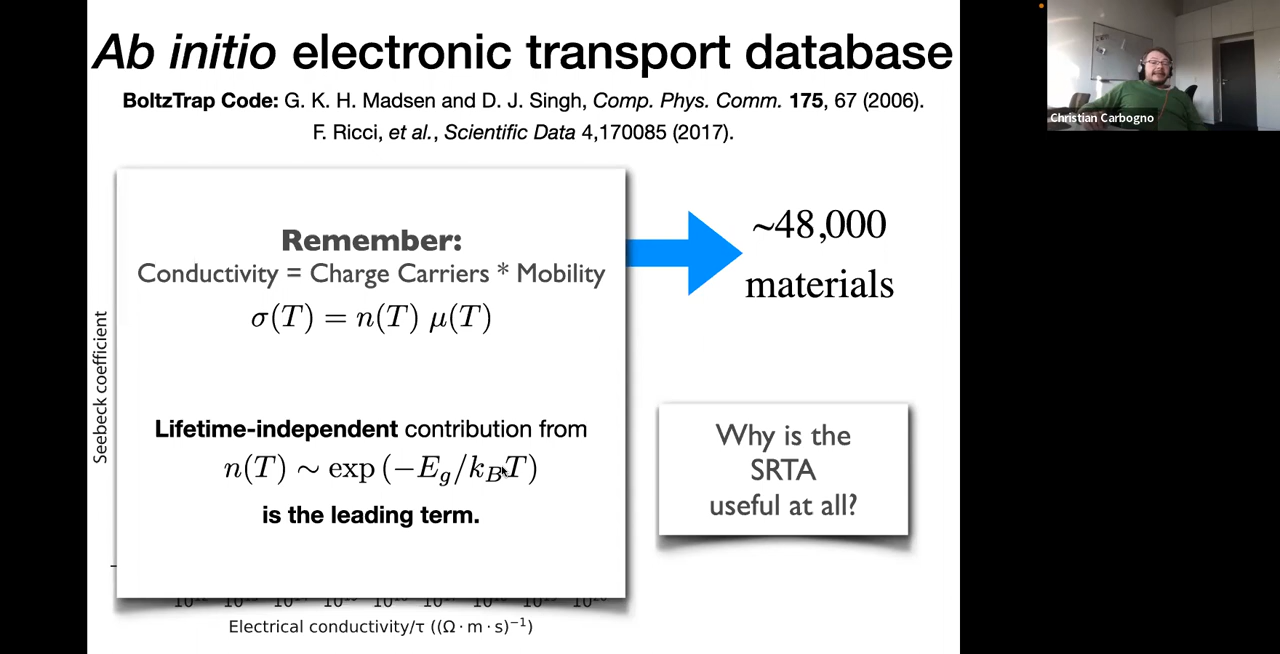 Ab initio electronic transport database
BoltzTrap Code: G. K. H. Madsen and D. J. Singh, Comp. Phys. Comm. 175, 67 (2006).
F. Ricci, et al., Scientific Data 4,170085 (2017).
Remember:
Conductivity = Charge Carriers * Mobility
σ(T) = n(T) μ(T)
Lifetime-independent contribution from
n(T) ∼ exp (−E_g/k_BT)
is the leading term.
~48,000
materials
Why is the
SRTA
useful at all?
Seebeck coefficient
Electrical conductivity/τ ((Ω · m · s)⁻¹)
Christian Carbogno